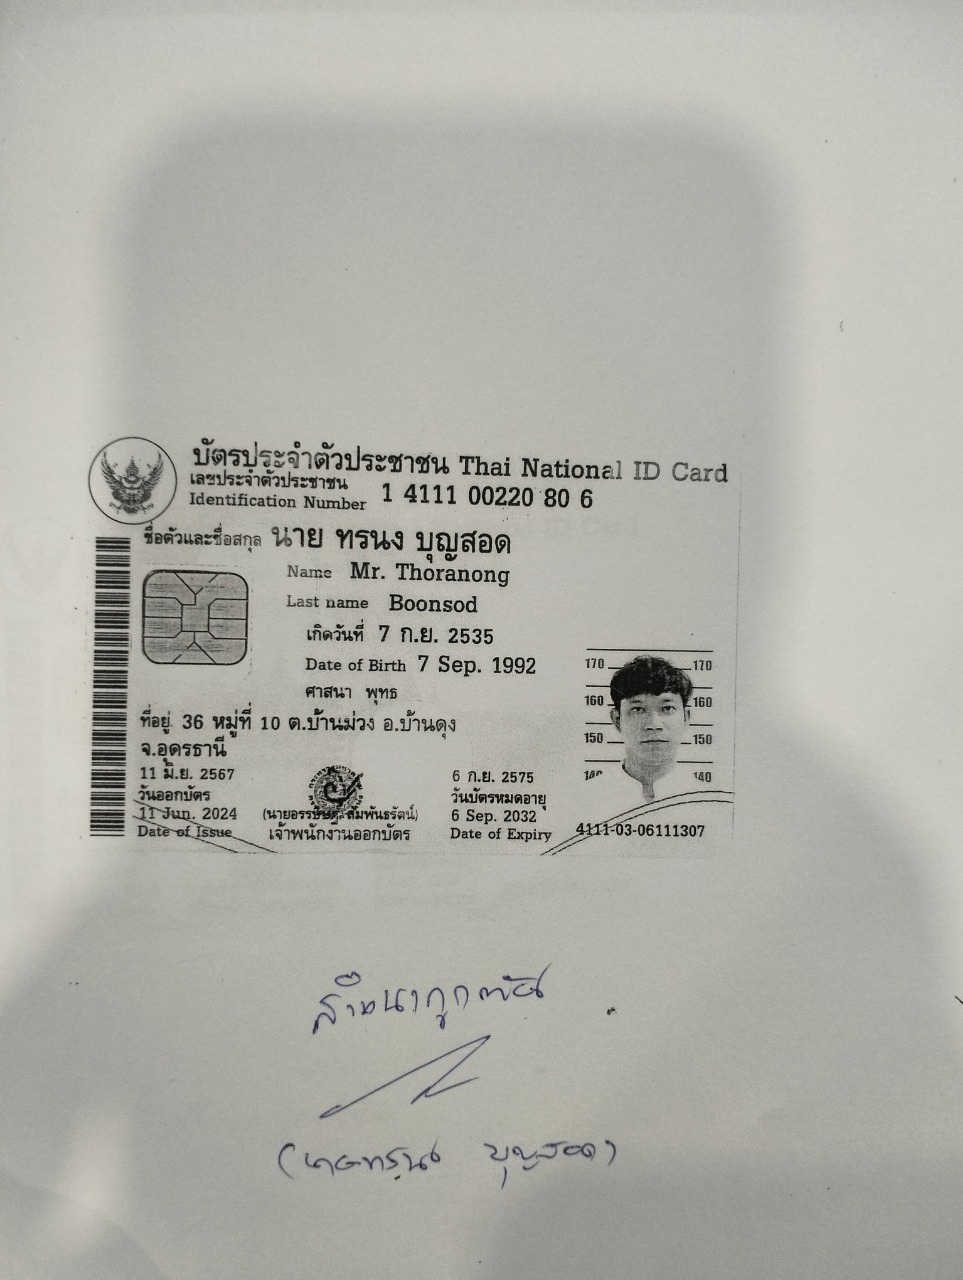 บัตรประจำตัวประชาชน Thai National ID Card
เลขประจำตัวประชาชน
Identification Number 1 4111 00220 80 6
ชื่อตัวและชื่อสกุล นาย ทรนง บุญสอด
Name Mr. Thoranong
Last name Boonsod
เกิดวันที่ 7 ก.ย. 2535
Date of Birth 7 Sep. 1992
ศาสนา พุทธ
ที่อยู่ 36 หมู่ที่ 10 ต.บ้านม่วง อ.บ้านดุง
จ.อุดรธานี
170 170
160 160
150 150
140 140
11 มิ.ย. 2567
วันออกบัตร
11 Jun. 2024
Date of Issue
เจ้าพนักงานออกบัตร
6 ก.ย. 2575
วันบัตรหมดอายุ
6 Sep. 2032
Date of Expiry
4111-03-06111307
สำเนาถูกต้อง
บุญสอด)